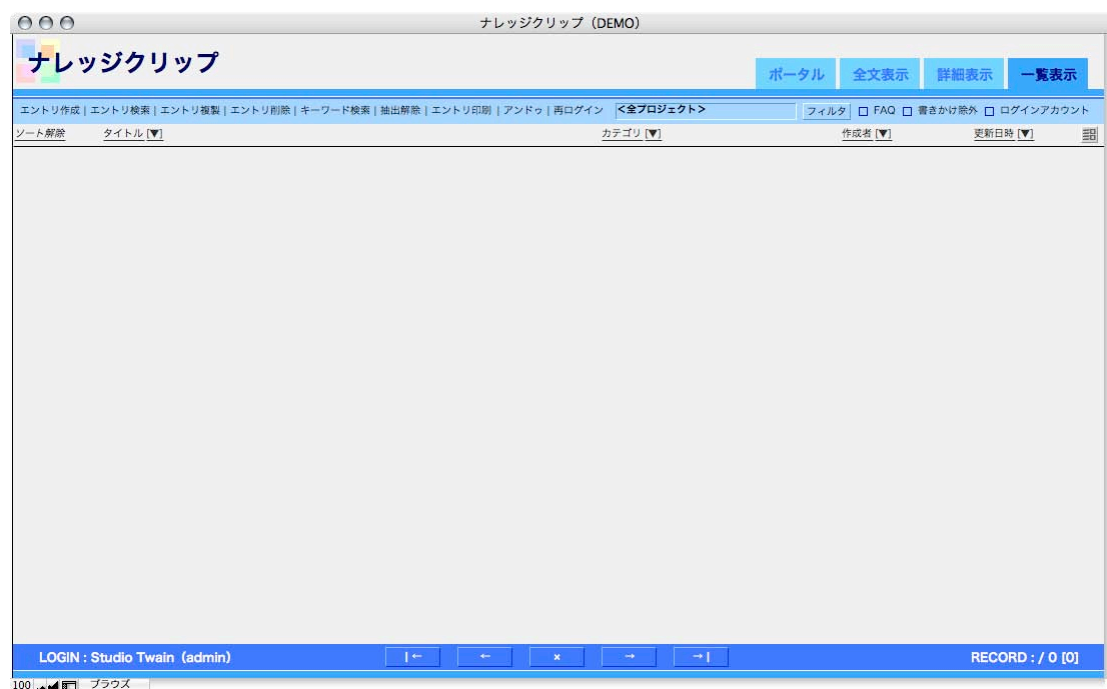 ナレッジクリップ（DEMO）
ナレッジクリップ
ポータル 全文表示 詳細表示 一覧表示
エントリ作成 | エントリ検索 | エントリ複製 | エントリ削除 | キーワード検索 | 抽出解除 | エントリ印刷 | アンドゥ | 再ログイン <全プロジェクト> フィルタ FAQ 書きかけ除外 ログインアカウント
ソート解除 タイトル [▼] カテゴリ [▼] 作成者 [▼] 更新日時 [▼]
LOGIN : Studio Twain（admin） |← ← × → →| RECORD : / 0 [0]
100 ブラウズ